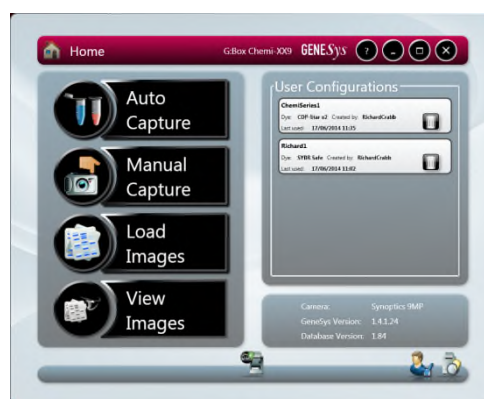 Home
G:Box Chemi-XX9 GENESys ?
Auto
Capture
Manual
Capture
Load
Images
View
Images
User Configurations
ChemiSeries1
Dye: CDP-Star x2 Created by: RichardCrabb
Last used: 17/06/2014 11:35
Richard1
Dye: SYBR Safe Created by: RichardCrabb
Last used: 17/06/2014 11:02
Camera: Synoptics 9MP
GeneSys Version: 1.4.1.24
Database Version: 1.84